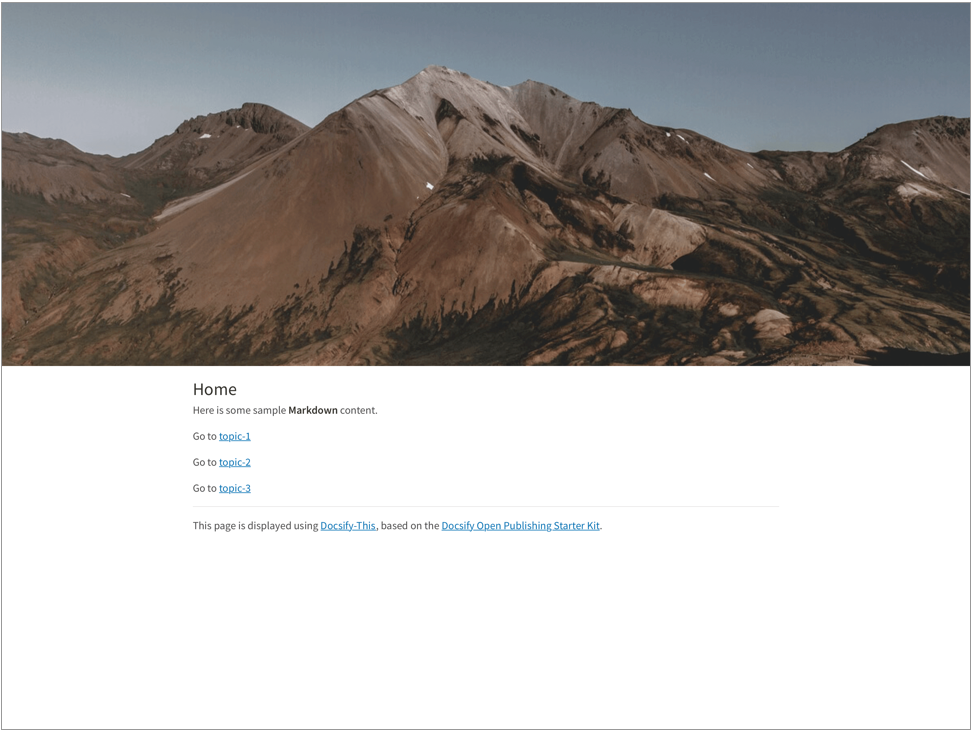 Home
Here is some sample Markdown content.
Go to topic-1
Go to topic-2
Go to topic-3
This page is displayed using Docsify-This, based on the Docsify Open Publishing Starter Kit.